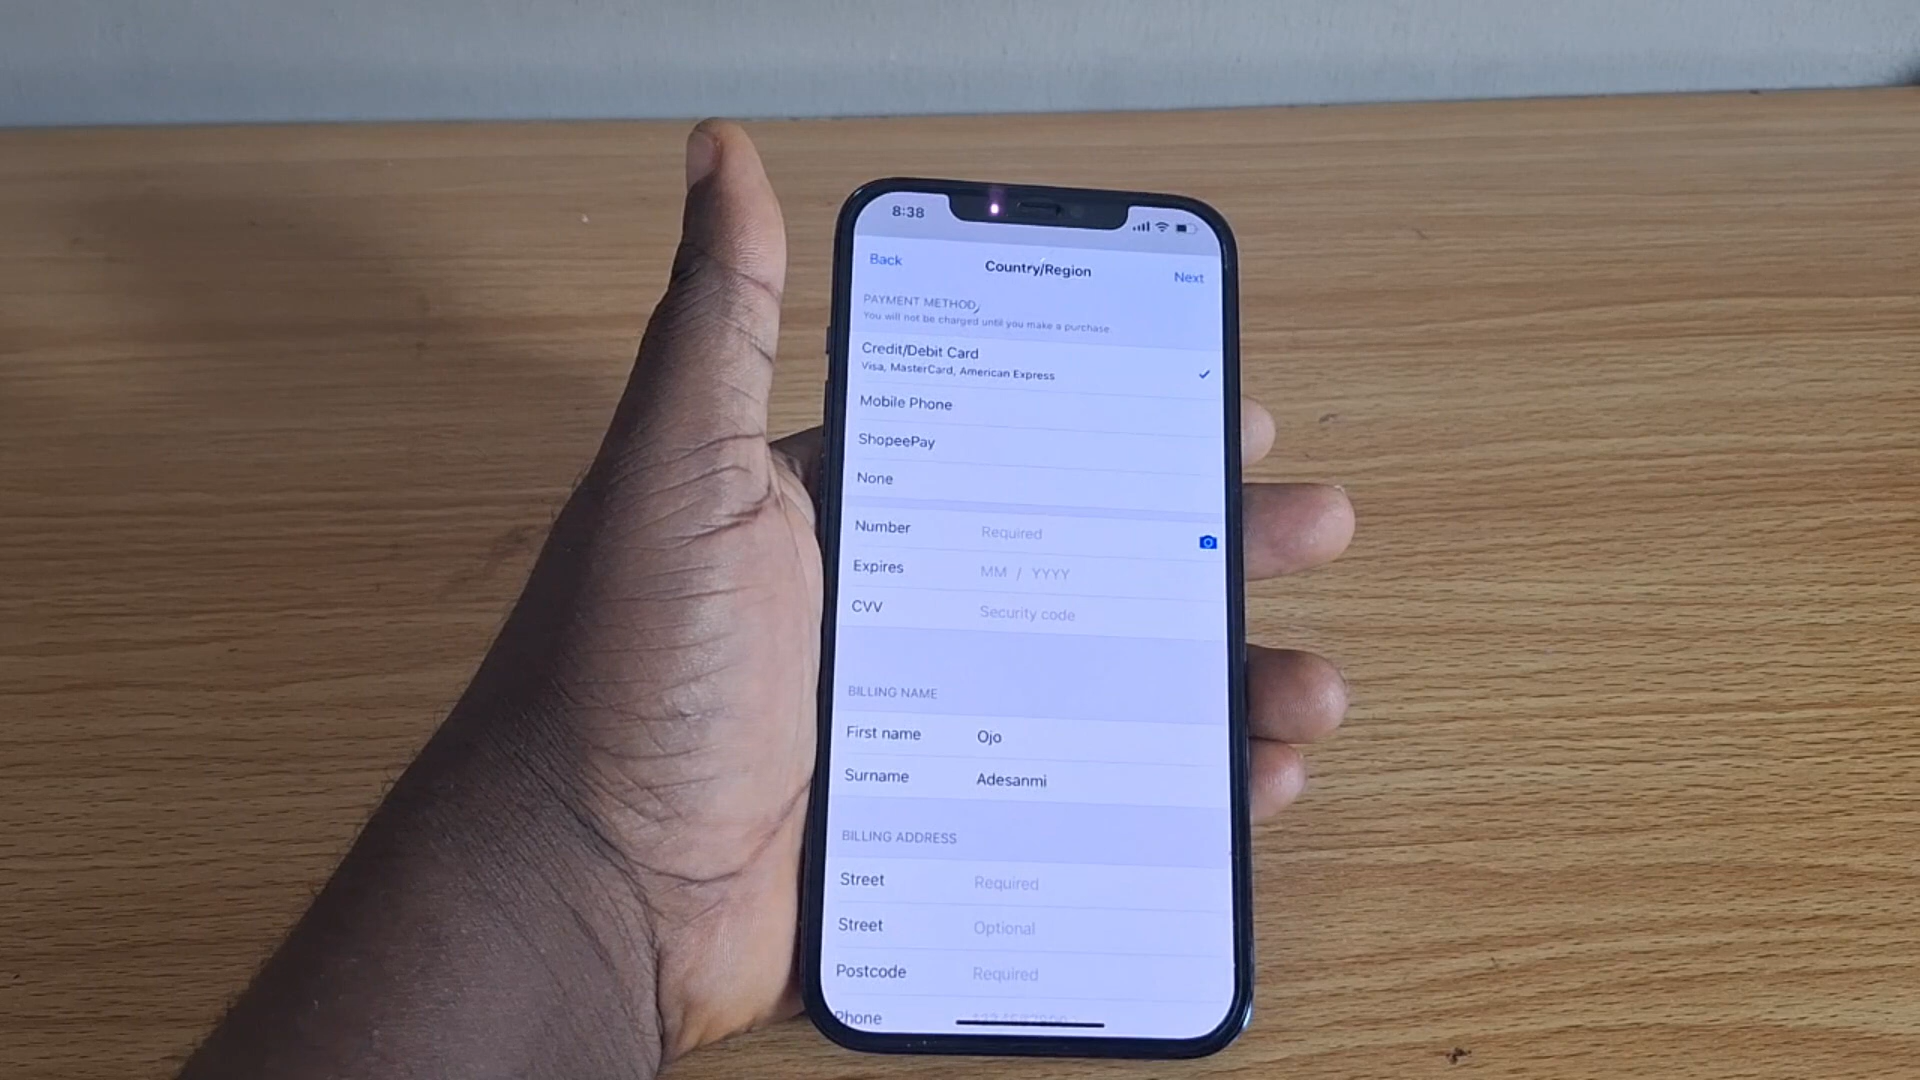 8:38
Back Country/Region Next
PAYMENT METHOD
You will not be charged until you make a purchase.
Credit/Debit Card
Visa, MasterCard, American Express
Mobile Phone
ShopeePay
None
Number Required
Expires MM / YYYY
CVV Security code
BILLING NAME
First name Ojo
Surname Adesanmi
BILLING ADDRESS
Street Required
Street Optional
Postcode Required
Phone